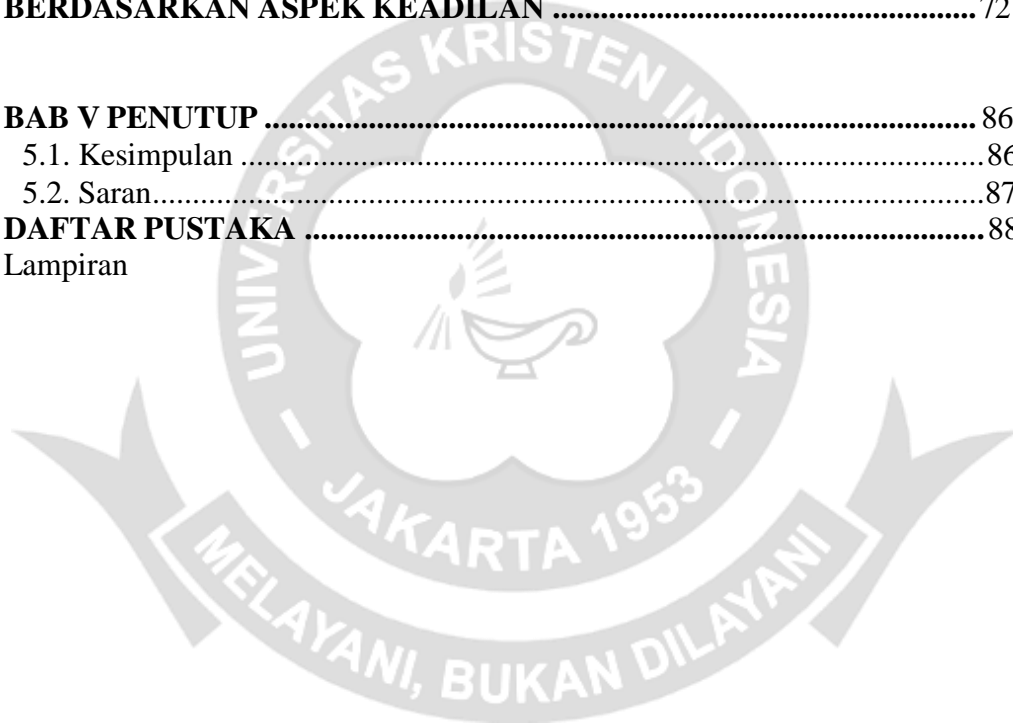 BERDASARKAN ASPEK KEADILAN ..................................................................... 72
BAB V PENUTUP .................................................................................................... 86
5.1. Kesimpulan ......................................................................................................... 86
5.2. Saran..................................................................................................................... 87
DAFTAR PUSTAKA ................................................................................................ 88
Lampiran
UNIVERSITAS KRISTEN INDONESIA
- JAKARTA 1953 -
MELAYANI, BUKAN DILAYANI